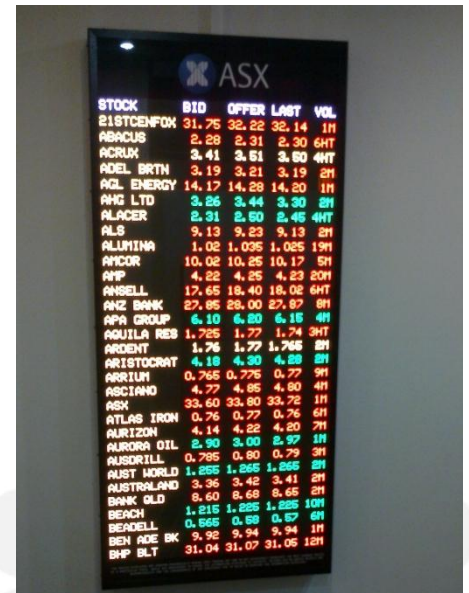 ASX
STOCK BID OFFER LAST VOL
21STCENFOX 31.75 32.22 32.14 1M
ABACUS 2.28 2.31 2.30 6HT
ACRUX 3.41 3.51 3.50 4HT
ADEL BRTN 3.19 3.21 3.19 2M
AGL ENERGY 14.17 14.28 14.20 1M
AHG LTD 3.26 3.44 3.30 2M
ALACER 2.31 2.50 2.45 4HT
ALS 9.13 9.23 9.13 2M
ALUMINA 1.02 1.035 1.025 19M
AMCOR 10.02 10.25 10.17 5M
AMP 4.22 4.25 4.23 20M
ANSELL 17.65 18.40 18.02 6HT
ANZ BANK 27.85 28.00 27.87 8M
APA GROUP 6.10 6.20 6.15 4M
AQUILA RES 1.725 1.77 1.74 3HT
ARDENT 1.76 1.77 1.765 2M
ARISTOCRAT 4.18 4.30 4.28 2M
ARRIUM 0.765 0.775 0.77 9M
ASCIANO 4.77 4.85 4.80 4M
ASX 33.60 33.80 33.72 1M
ATLAS IRON 0.76 0.77 0.76 6M
AURIZON 4.14 4.22 4.20 7M
AURORA OIL 2.90 3.00 2.97 1M
AUSDRILL 0.785 0.80 0.79 3M
AUST WORLD 1.255 1.265 1.265 2M
AUSTRALAND 3.36 3.42 3.41 2M
BANK QLD 8.60 8.68 8.65 2M
BEACH 1.215 1.225 1.225 10M
BEADELL 0.565 0.58 0.57 6M
BEN ADE BK 9.92 9.94 9.94 1M
BHP BLT 31.04 31.07 31.05 12M